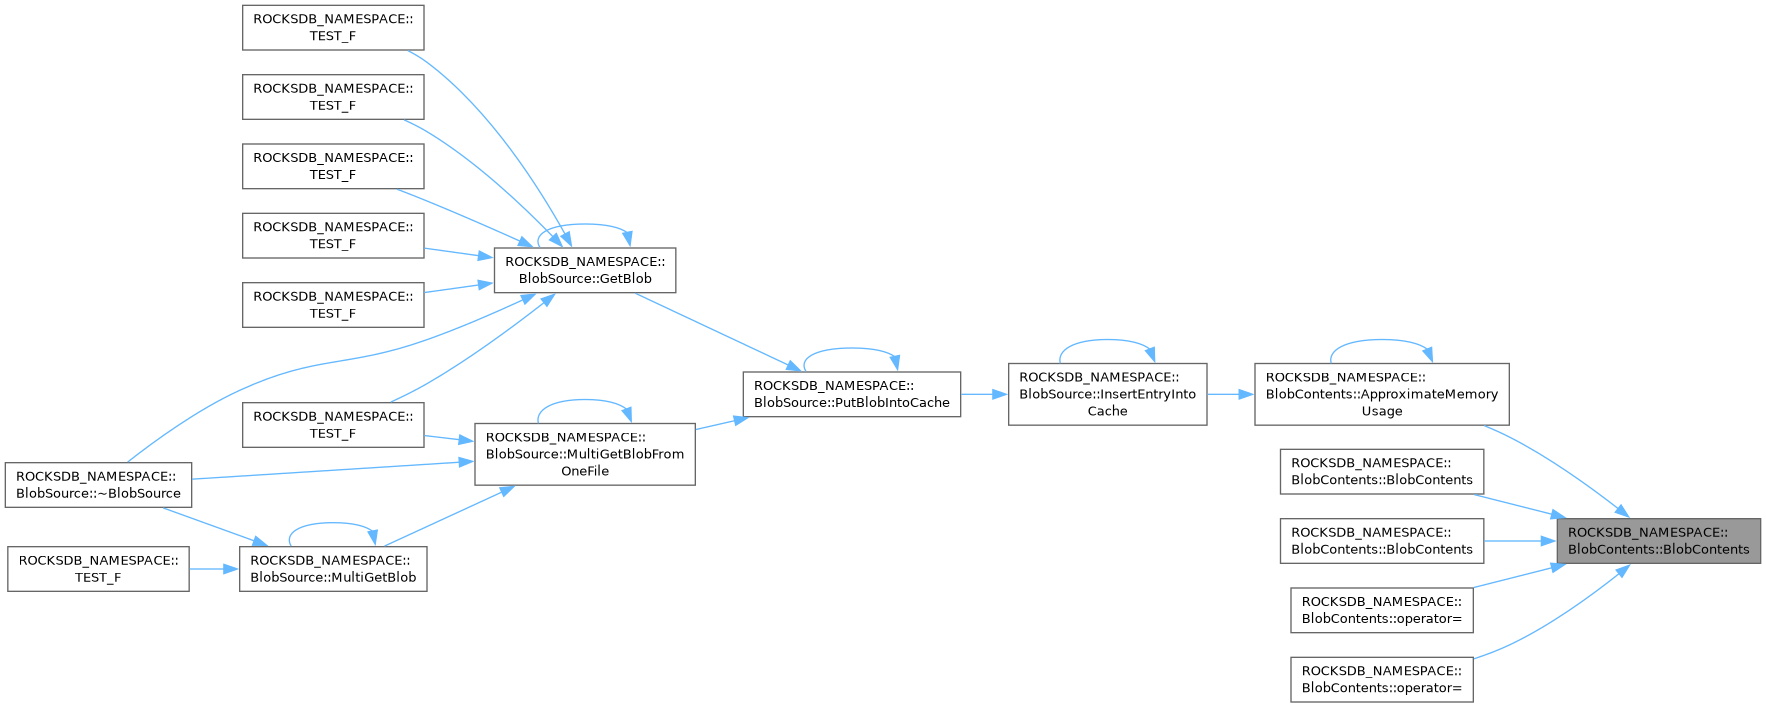 ROCKSDB_NAMESPACE::
TEST_F
ROCKSDB_NAMESPACE::
TEST_F
ROCKSDB_NAMESPACE::
TEST_F
ROCKSDB_NAMESPACE::
TEST_F
ROCKSDB_NAMESPACE::
BlobSource::GetBlob
ROCKSDB_NAMESPACE::
TEST_F
ROCKSDB_NAMESPACE::
BlobSource::PutBlobIntoCache
ROCKSDB_NAMESPACE::
BlobSource::InsertEntryInto
Cache
ROCKSDB_NAMESPACE::
BlobContents::ApproximateMemory
Usage
ROCKSDB_NAMESPACE::
TEST_F
ROCKSDB_NAMESPACE::
BlobSource::MultiGetBlobFrom
OneFile
ROCKSDB_NAMESPACE::
BlobContents::BlobContents
ROCKSDB_NAMESPACE::
BlobSource::~BlobSource
ROCKSDB_NAMESPACE::
BlobContents::BlobContents
ROCKSDB_NAMESPACE::
BlobContents::BlobContents
ROCKSDB_NAMESPACE::
TEST_F
ROCKSDB_NAMESPACE::
BlobSource::MultiGetBlob
ROCKSDB_NAMESPACE::
BlobContents::operator=
ROCKSDB_NAMESPACE::
BlobContents::operator=